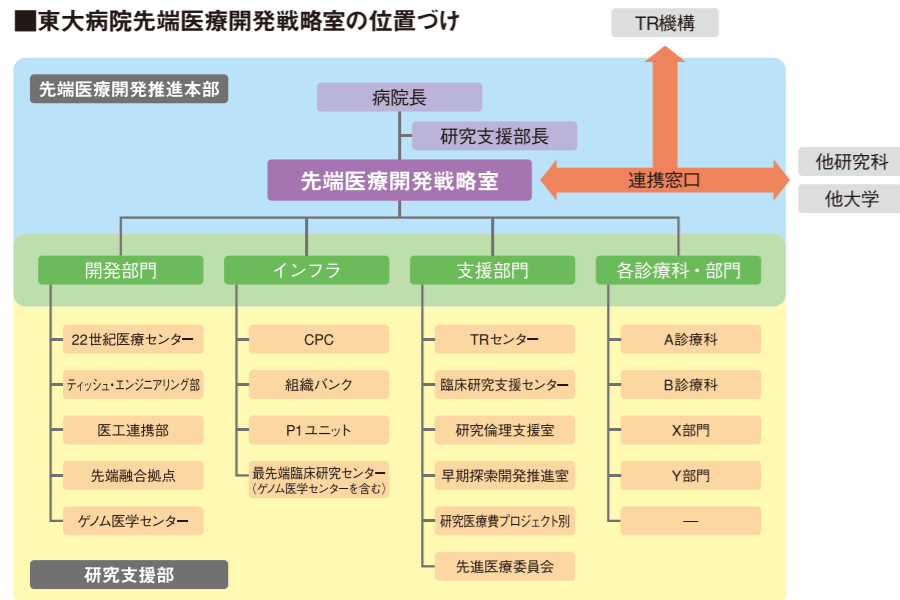 ■東大病院先端医療開発戦略室の位置づけ
TR機構
先端医療開発推進本部
病院長
研究支援部長
先端医療開発戦略室
連携窓口
他研究科
他大学
開発部門
22世紀医療センター
ティッシュ・エンジニアリング部
医工連携部
先端融合拠点
ゲノム医学センター
インフラ
CPC
組織バンク
P1ユニット
最先端臨床研究センター
(ゲノム医学センターを含む)
支援部門
TRセンター
臨床研究支援センター
研究倫理支援室
早期探索開発推進室
研究医療費プロジェクト別
先進医療委員会
各診療科・部門
A診療科
B診療科
X部門
Y部門
—
研究支援部